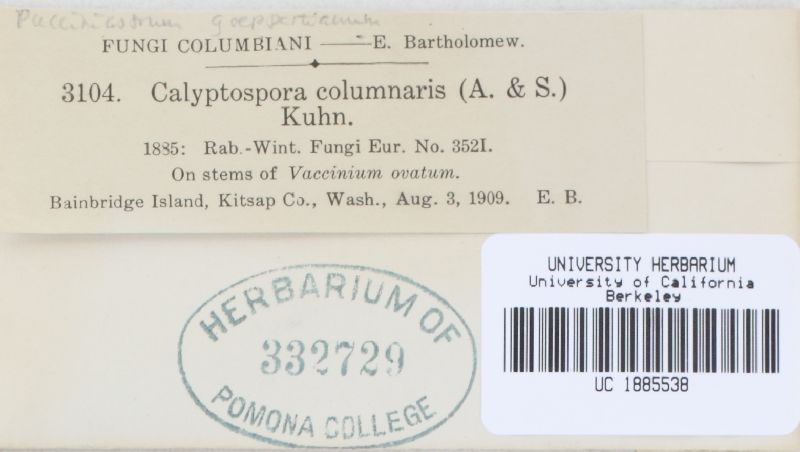 Pucciniastrum goeppertianum
FUNGI COLUMBIANI — E. Bartholomew.
3104. Calyptospora columnaris (A. & S.)
Kuhn.
1885: Rab.-Wint. Fungi Eur. No. 352I.
On stems of Vaccinium ovatum.
Bainbridge Island, Kitsap Co., Wash., Aug. 3, 1909. E. B.
HERBARIUM OF
332729
POMONA COLLEGE
UNIVERSITY HERBARIUM
University of California
Berkeley
UC 1885538